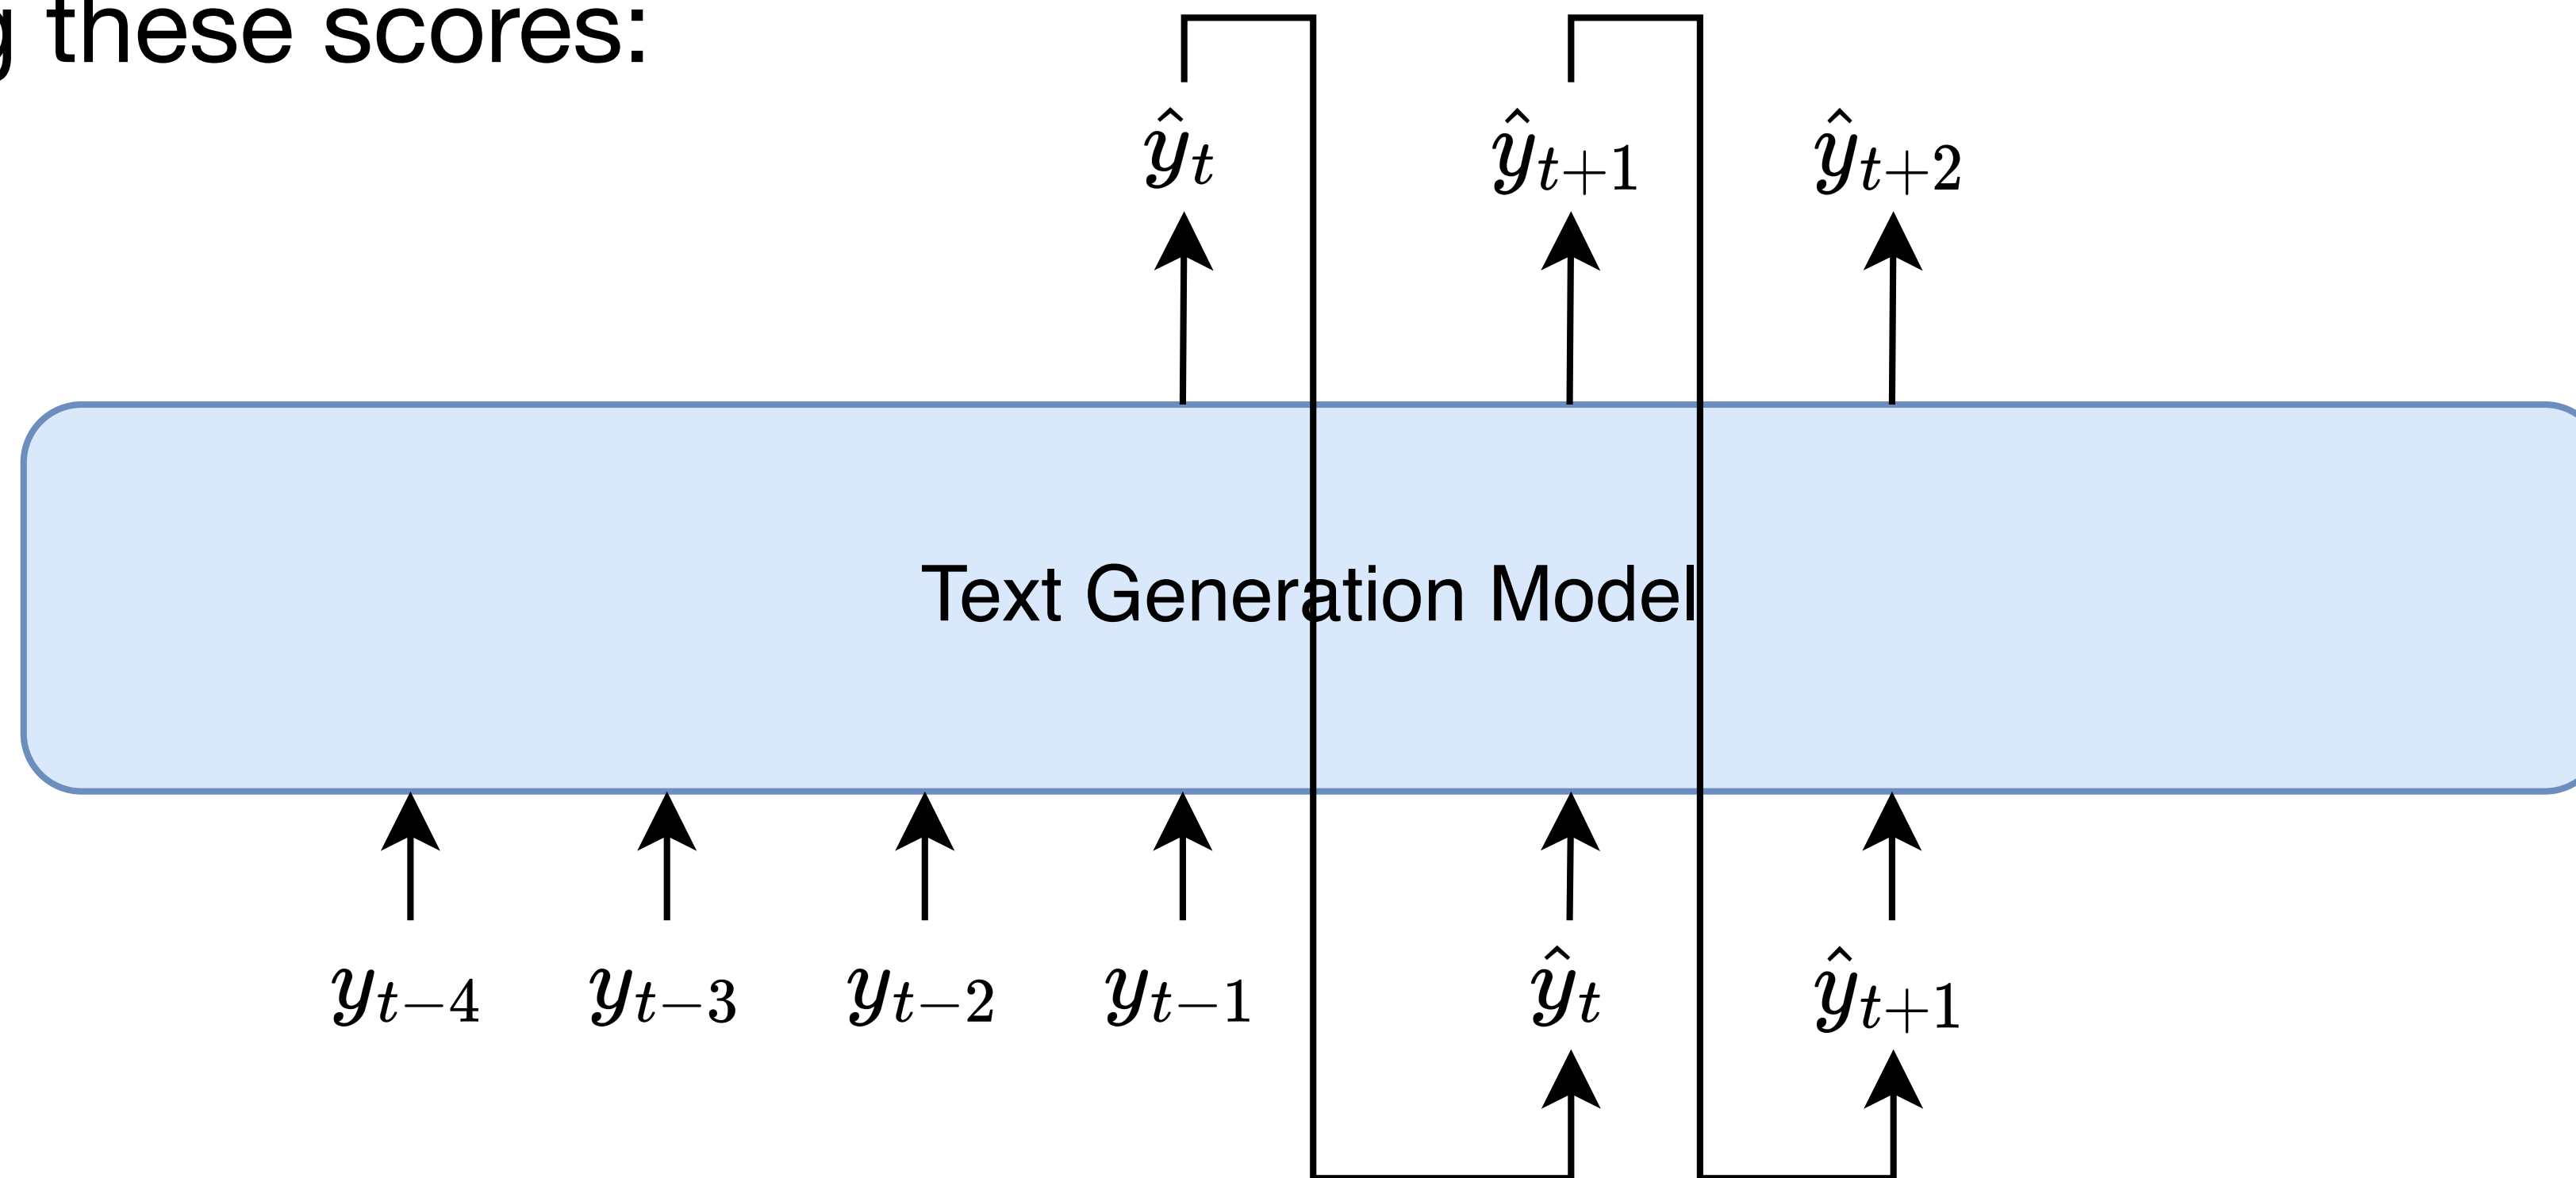 g these scores:
ŷ_t ŷ_{t+1} ŷ_{t+2}
Text Generation Model
y_{t−4} y_{t−3} y_{t−2} y_{t−1} ŷ_t ŷ_{t+1}